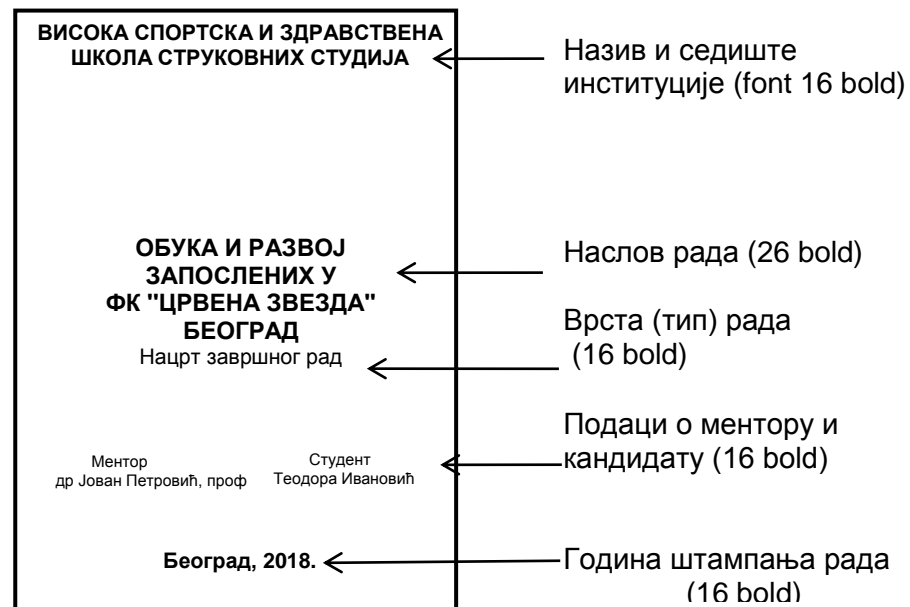 ВИСОКА СПОРТСКА И ЗДРАВСТВЕНА
ШКОЛА СТРУКОВНИХ СТУДИЈА
Назив и седиште
институције (font 16 bold)
ОБУКА И РАЗВОЈ
ЗАПОСЛЕНИХ У
ФК "ЦРВЕНА ЗВЕЗДА"
БЕОГРАД
Наслов рада (26 bold)
Нацрт завршног рад
Врста (тип) рада
(16 bold)
Ментор
др Јован Петровић, проф
Студент
Теодора Ивановић
Подаци о ментору и
кандидату (16 bold)
Београд, 2018.
Година штампања рада
(16 bold)